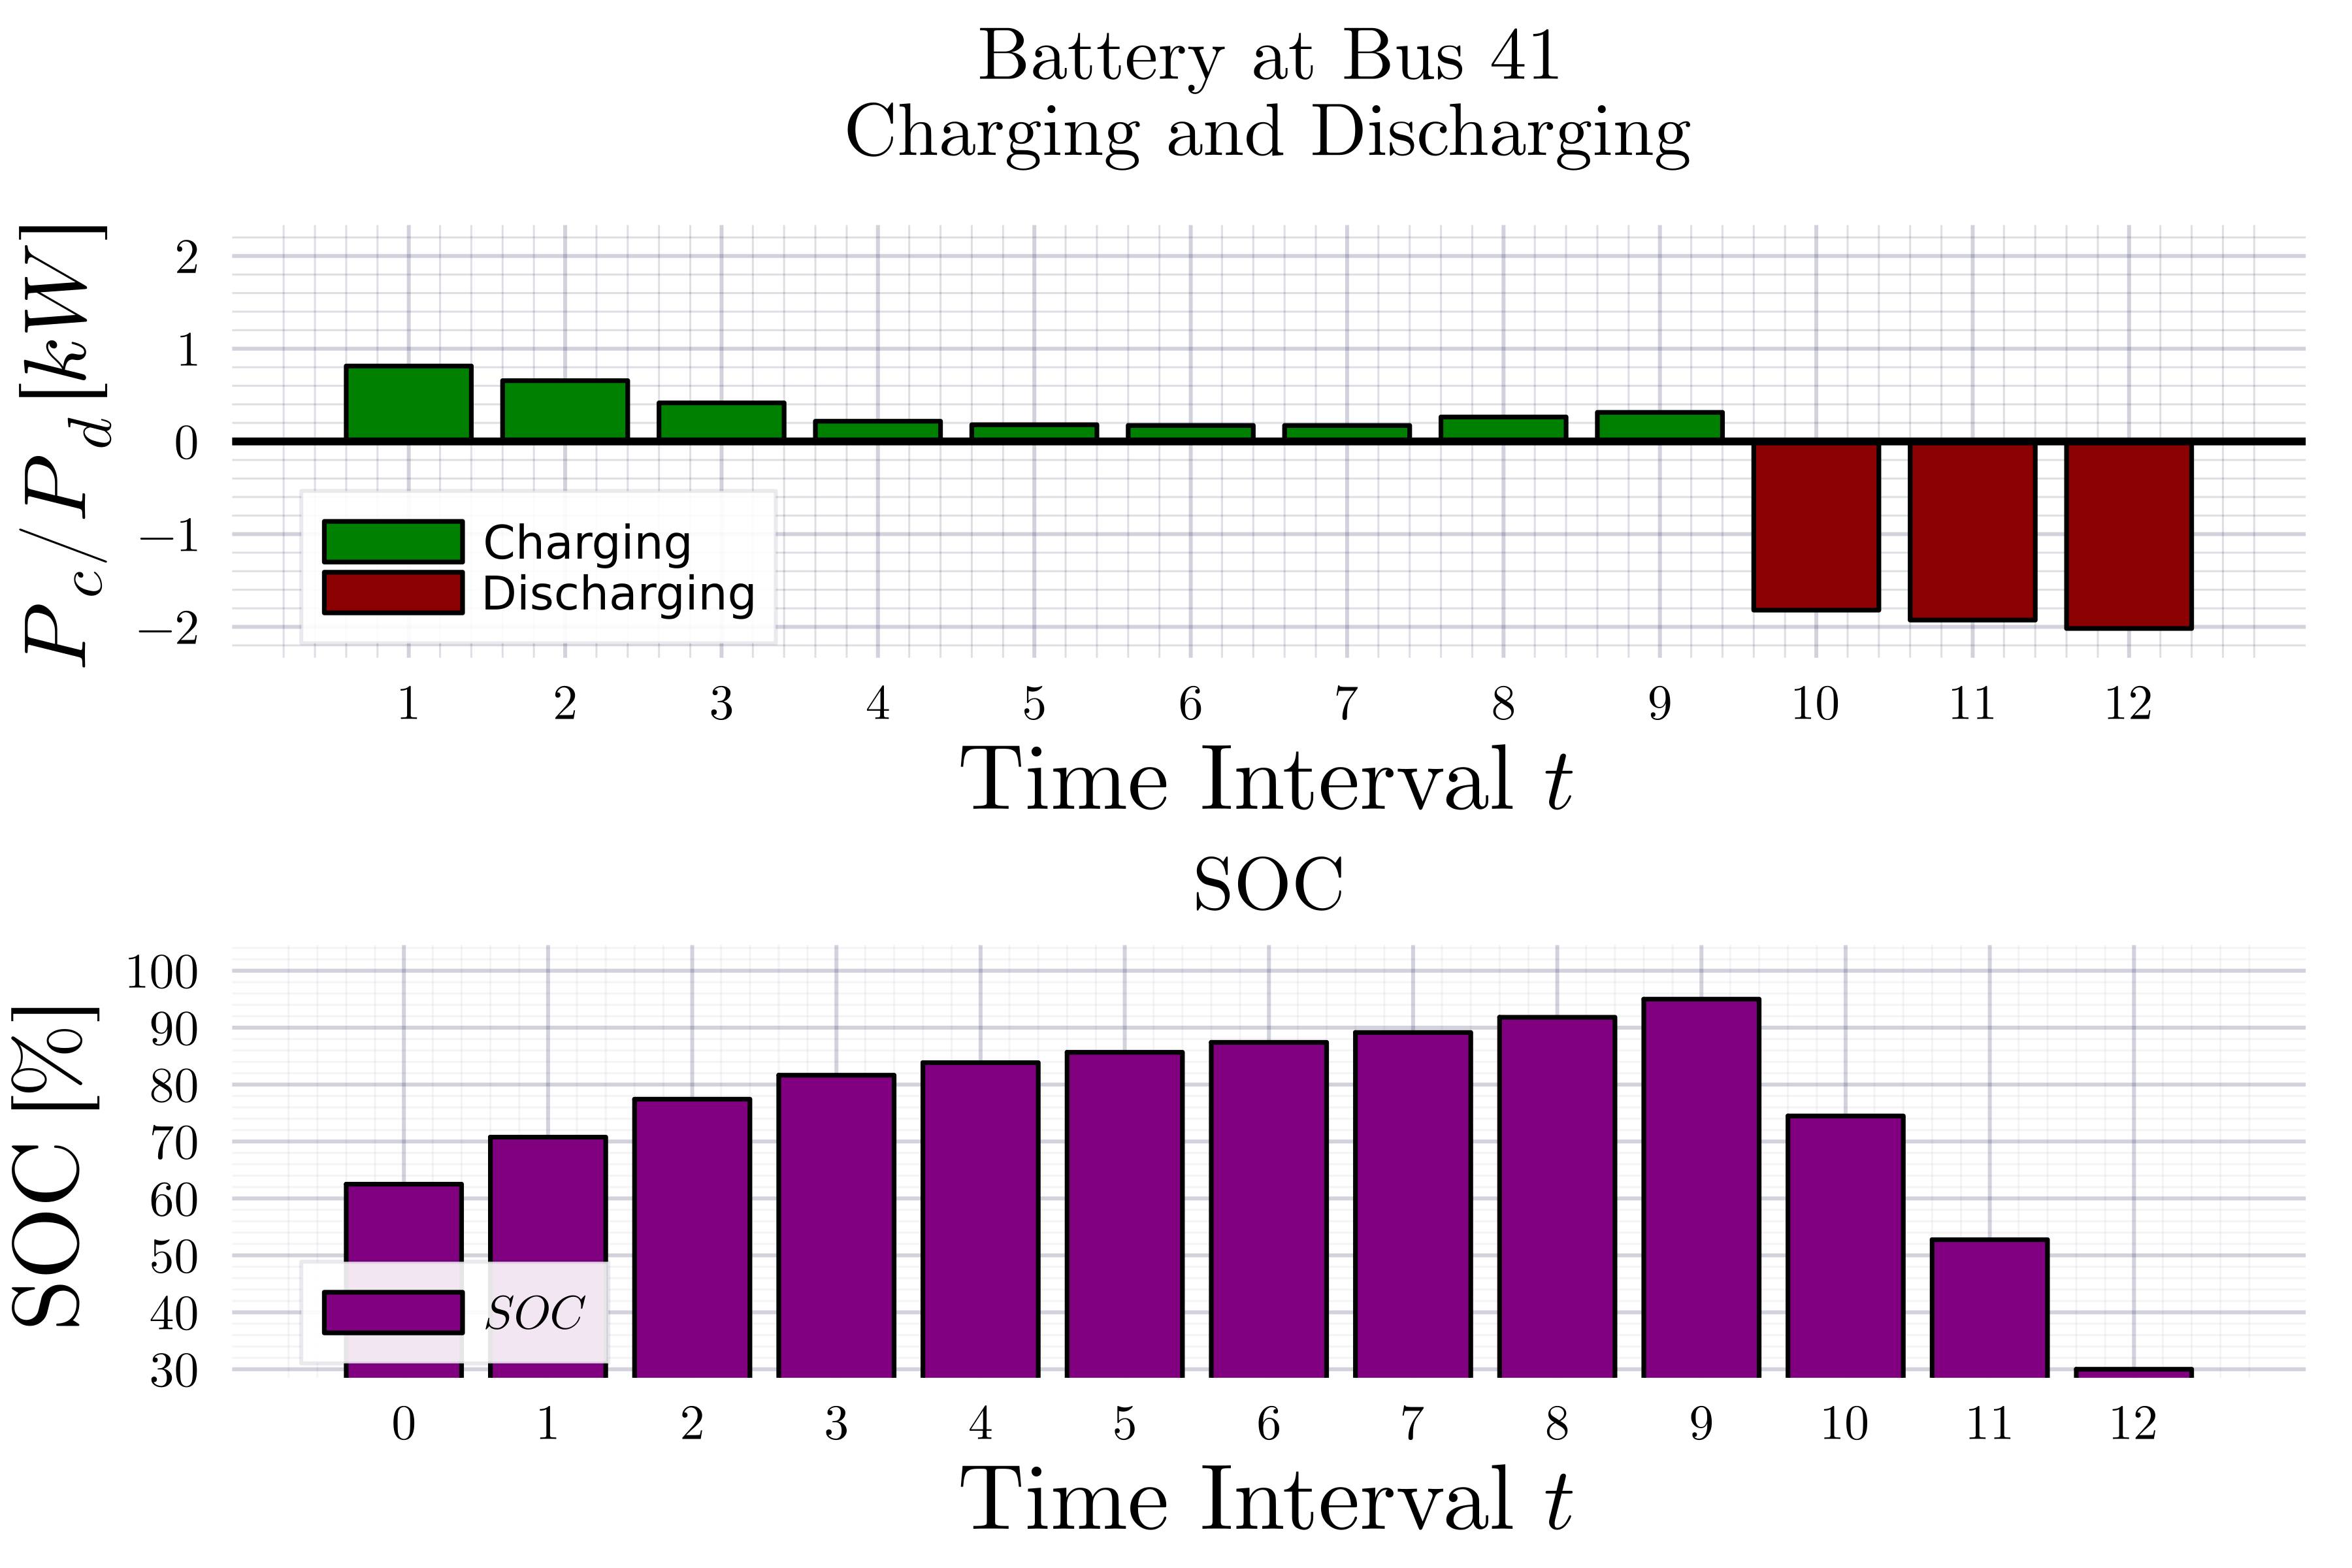 Battery at Bus 41
Charging and Discharging
P_c/P_d [kW]
2
1
0
−1
−2
Charging
Discharging
1 2 3 4 5 6 7 8 9 10 11 12
Time Interval t
SOC
SOC [%]
100
90
80
70
60
50
40
30
SOC
0 1 2 3 4 5 6 7 8 9 10 11 12
Time Interval t